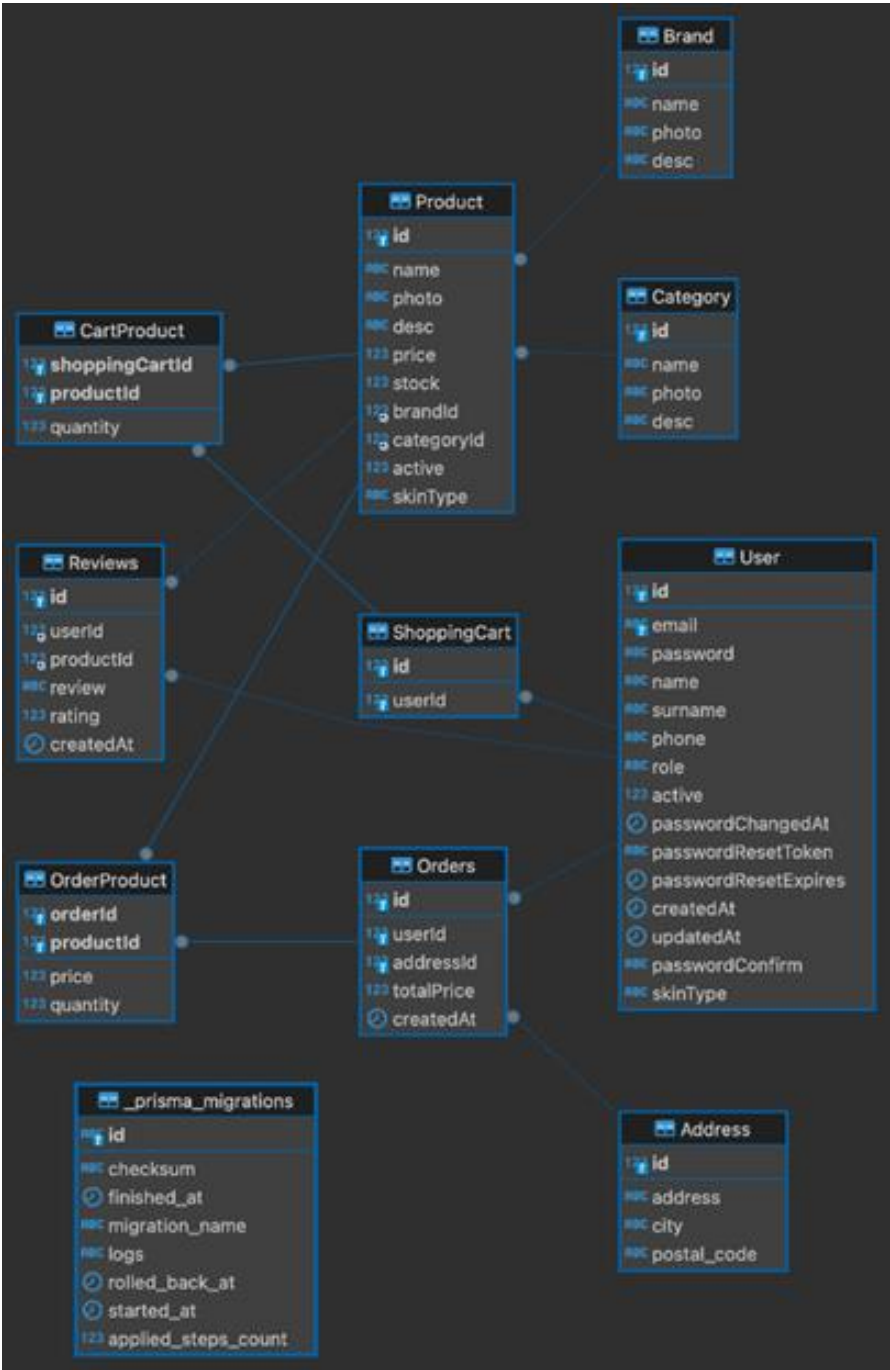 Brand
id
name
photo
desc
Product
id
name
photo
desc
price
stock
brandId
categoryId
active
skinType
Category
id
name
photo
desc
CartProduct
shoppingCartId
productId
quantity
Reviews
id
userId
productId
review
rating
createdAt
ShoppingCart
id
userId
User
id
email
password
name
surname
phone
role
active
passwordChangedAt
passwordResetToken
passwordResetExpires
createdAt
updatedAt
passwordConfirm
skinType
OrderProduct
orderId
productId
price
quantity
Orders
id
userId
addressId
totalPrice
createdAt
_prisma_migrations
id
checksum
finished_at
migration_name
logs
rolled_back_at
started_at
applied_steps_count
Address
id
address
city
postal_code